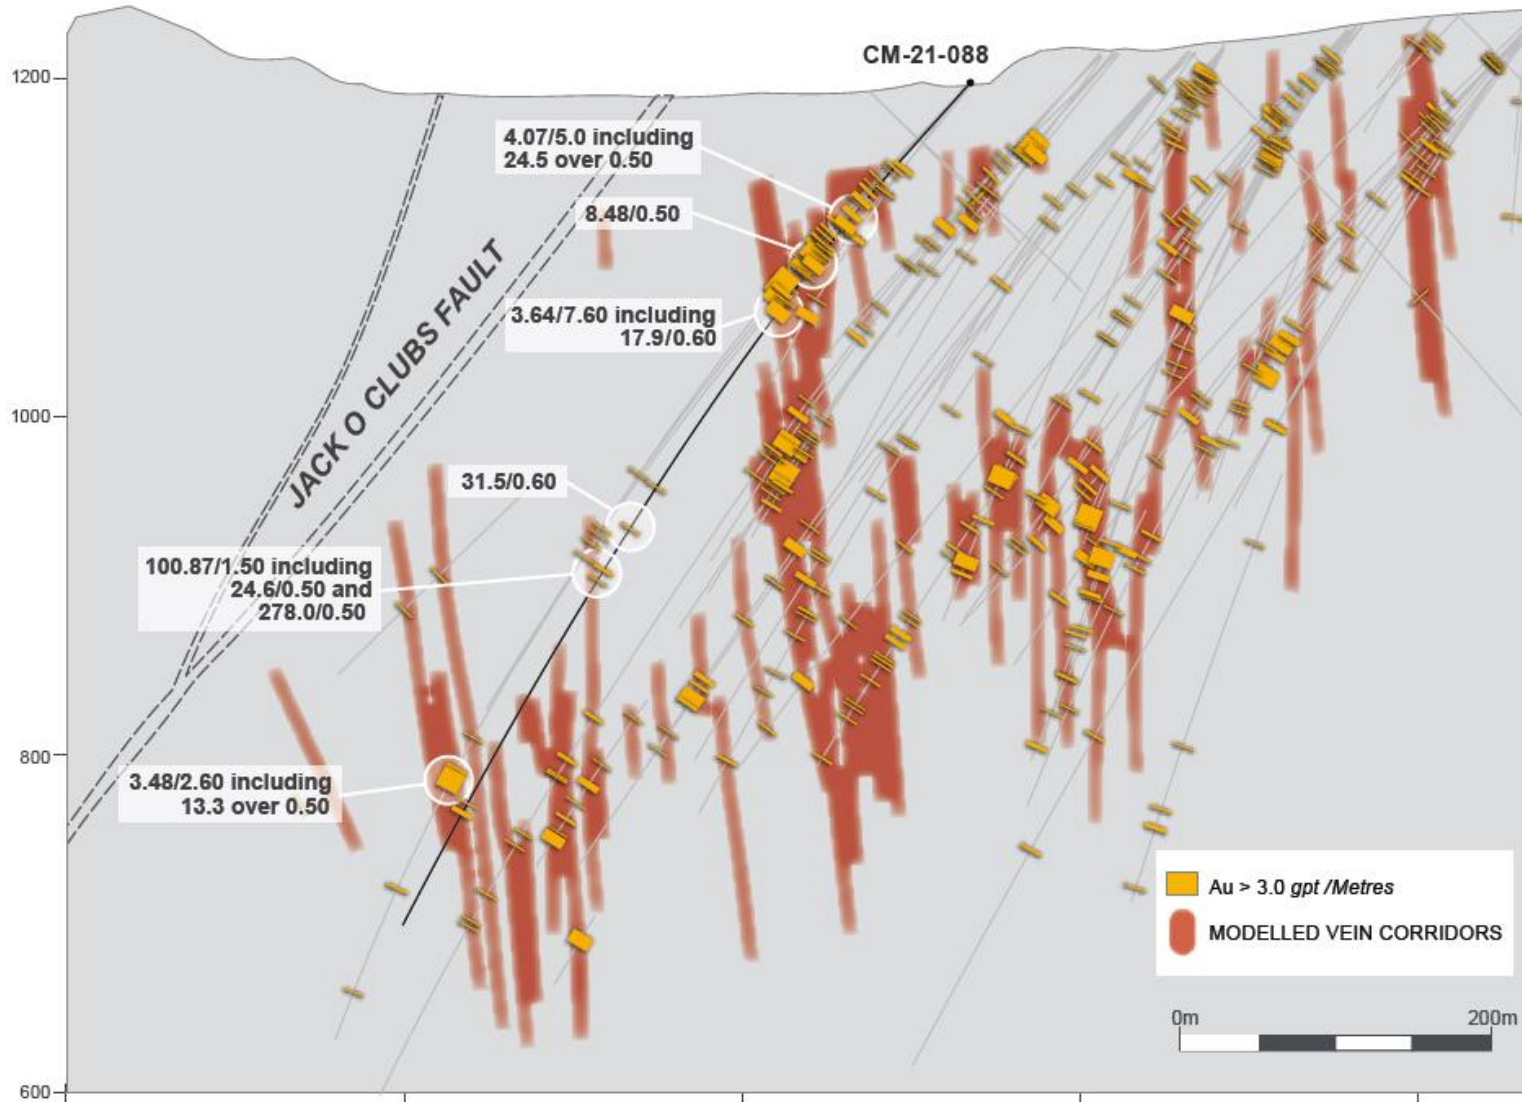 CM-21-088
1200
4.07/5.0 including
24.5 over 0.50
8.48/0.50
JACK O CLUBS FAULT
3.64/7.60 including
17.9/0.60
1000
31.5/0.60
100.87/1.50 including
24.6/0.50 and
278.0/0.50
800
3.48/2.60 including
13.3 over 0.50
Au > 3.0 gpt /Metres
MODELLED VEIN CORRIDORS
0m 200m
600